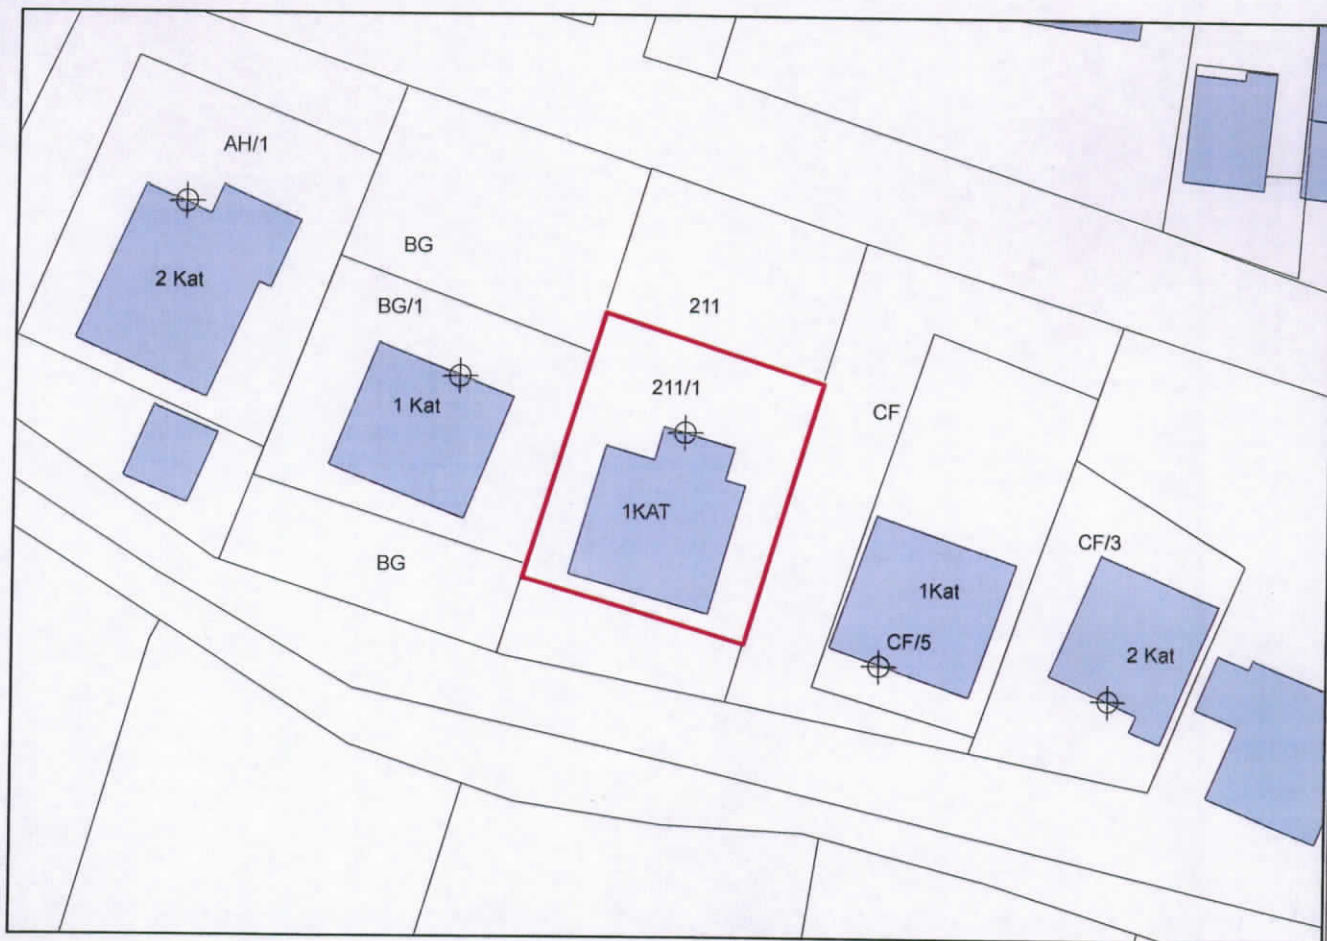 AH/1
2 Kat
BG
BG/1
1 Kat
BG
211
211/1
1KAT
CF
1Kat
CF/5
CF/3
2 Kat